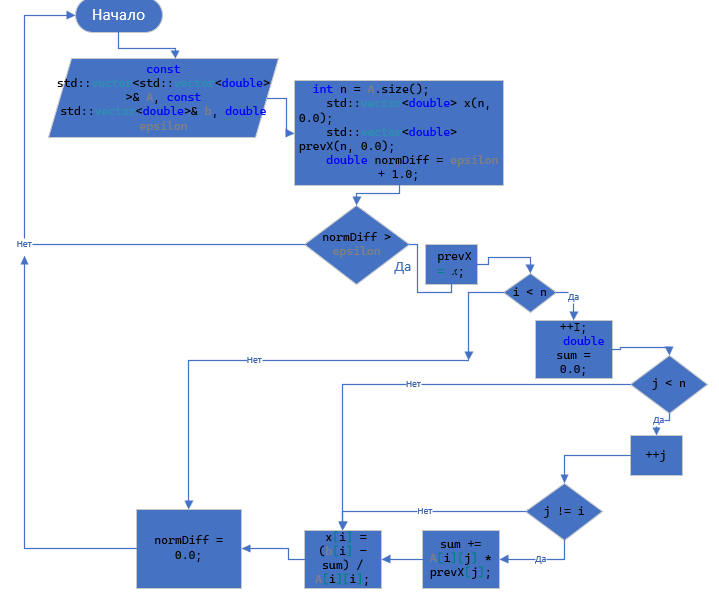 Начало
const
std::vector<std::vector<double>
>& A, const
std::vector<double>& b, double
epsilon
int n = A.size();
std::vector<double> x(n,
0.0);
std::vector<double>
prevX(n, 0.0);
double normDiff = epsilon
+ 1.0;
Нет
normDiff >
epsilon
Да
prevX
= x;
i < n
Да
++I;
double
sum =
0.0;
Нет
Нет
j < n
Да
++j
j != i
Нет
Да
normDiff =
0.0;
x[i] =
(b[i] -
sum) /
A[i][i];
sum +=
A[i][j] *
prevX[j];